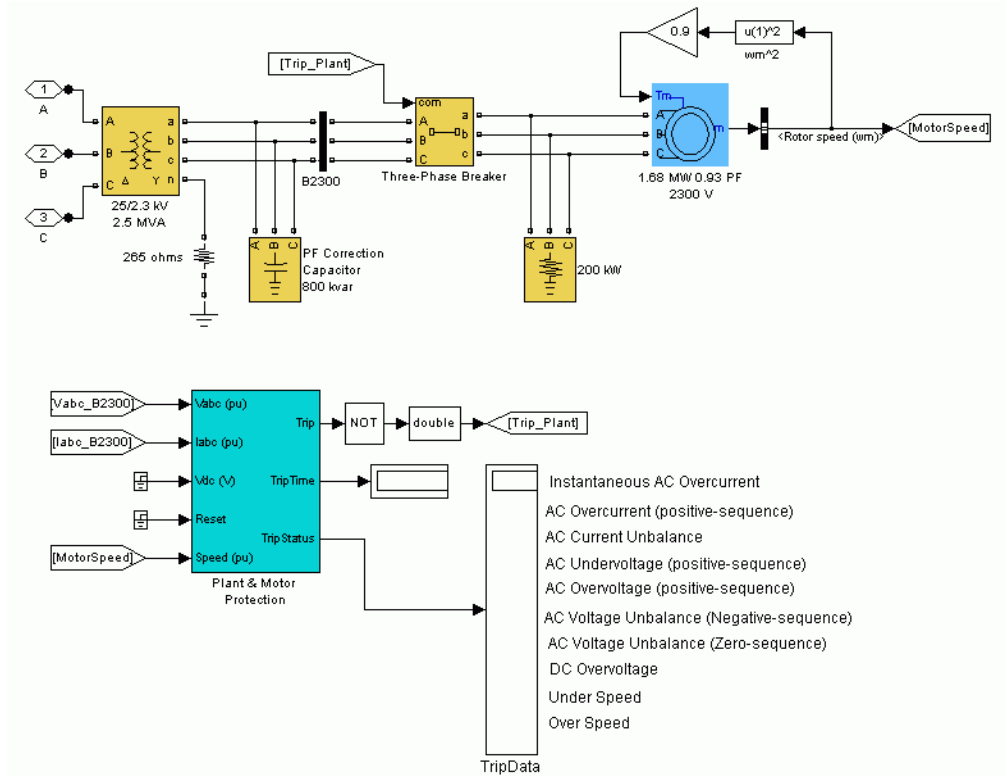 0.9
u(1)^2
wm^2
[Trip_Plant]
1
A
2
B
3
C
A
B
C
a
b
c
n
Δ Y
25/2.3 kV
2.5 MVA
265 ohms
A B C
PF Correction
Capacitor
800 kvar
B2300
com
A
B
C
a
b
c
Three-Phase Breaker
A B C
200 kW
Tm
A
B
C
m
1.68 MW 0.93 PF
2300 V
<Rotor speed (wm)>
[MotorSpeed]
[Vabc_B2300]
[Iabc_B2300]
[MotorSpeed]
Vabc (pu)
Iabc (pu)
Vdc (V)
Reset
Speed (pu)
Trip
TripTime
TripStatus
Plant & Motor
Protection
NOT
double
[Trip_Plant]
Instantaneous AC Overcurrent
AC Overcurrent (positive-sequence)
AC Current Unbalance
AC Undervoltage (positive-sequence)
AC Overvoltage (positive-sequence)
AC Voltage Unbalance (Negative-sequence)
AC Voltage Unbalance (Zero-sequence)
DC Overvoltage
Under Speed
Over Speed
TripData